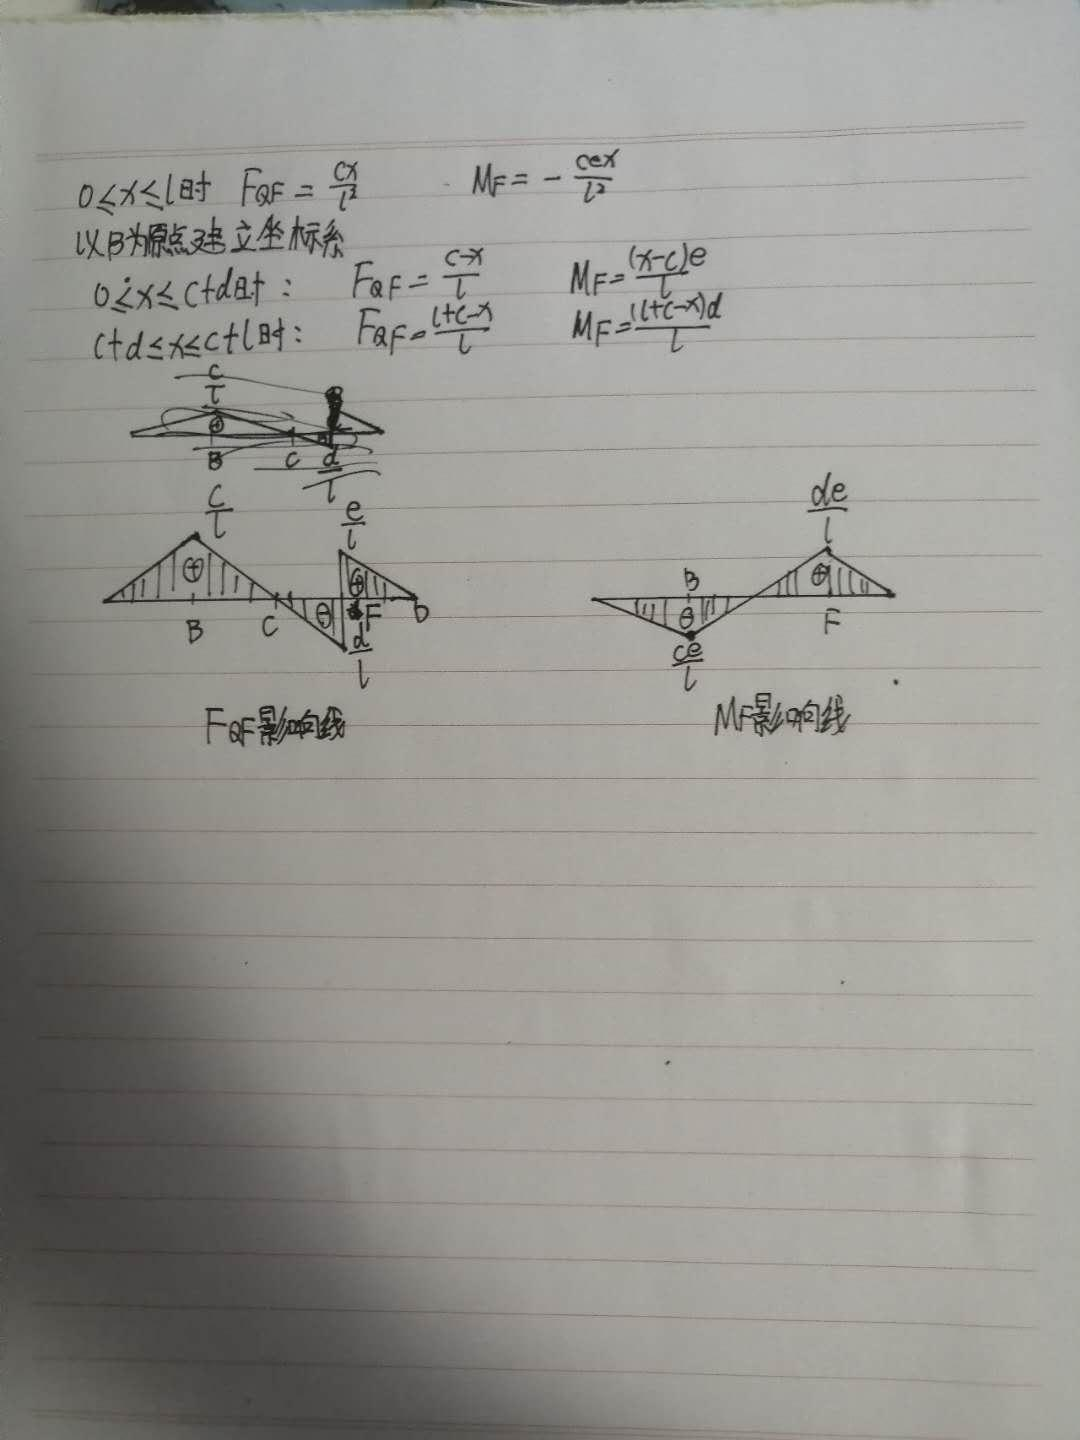 0≤x≤l时 FQF = cx/l² MF = - cex/l²
以B为原点建立坐标系
0≤x≤c+d时: FQF = c-x/l MF = (x-c)e/l
c+d≤x≤c+l时: FQF = l+c-x/l MF = (l+c-x)d/l
c/l
⊕
B C d/l
c/l e/l de/l
⊕ ⊕ B ⊕
B C ⊖ F D ⊖ F
d/l ce/l
FQF影响线 MF影响线